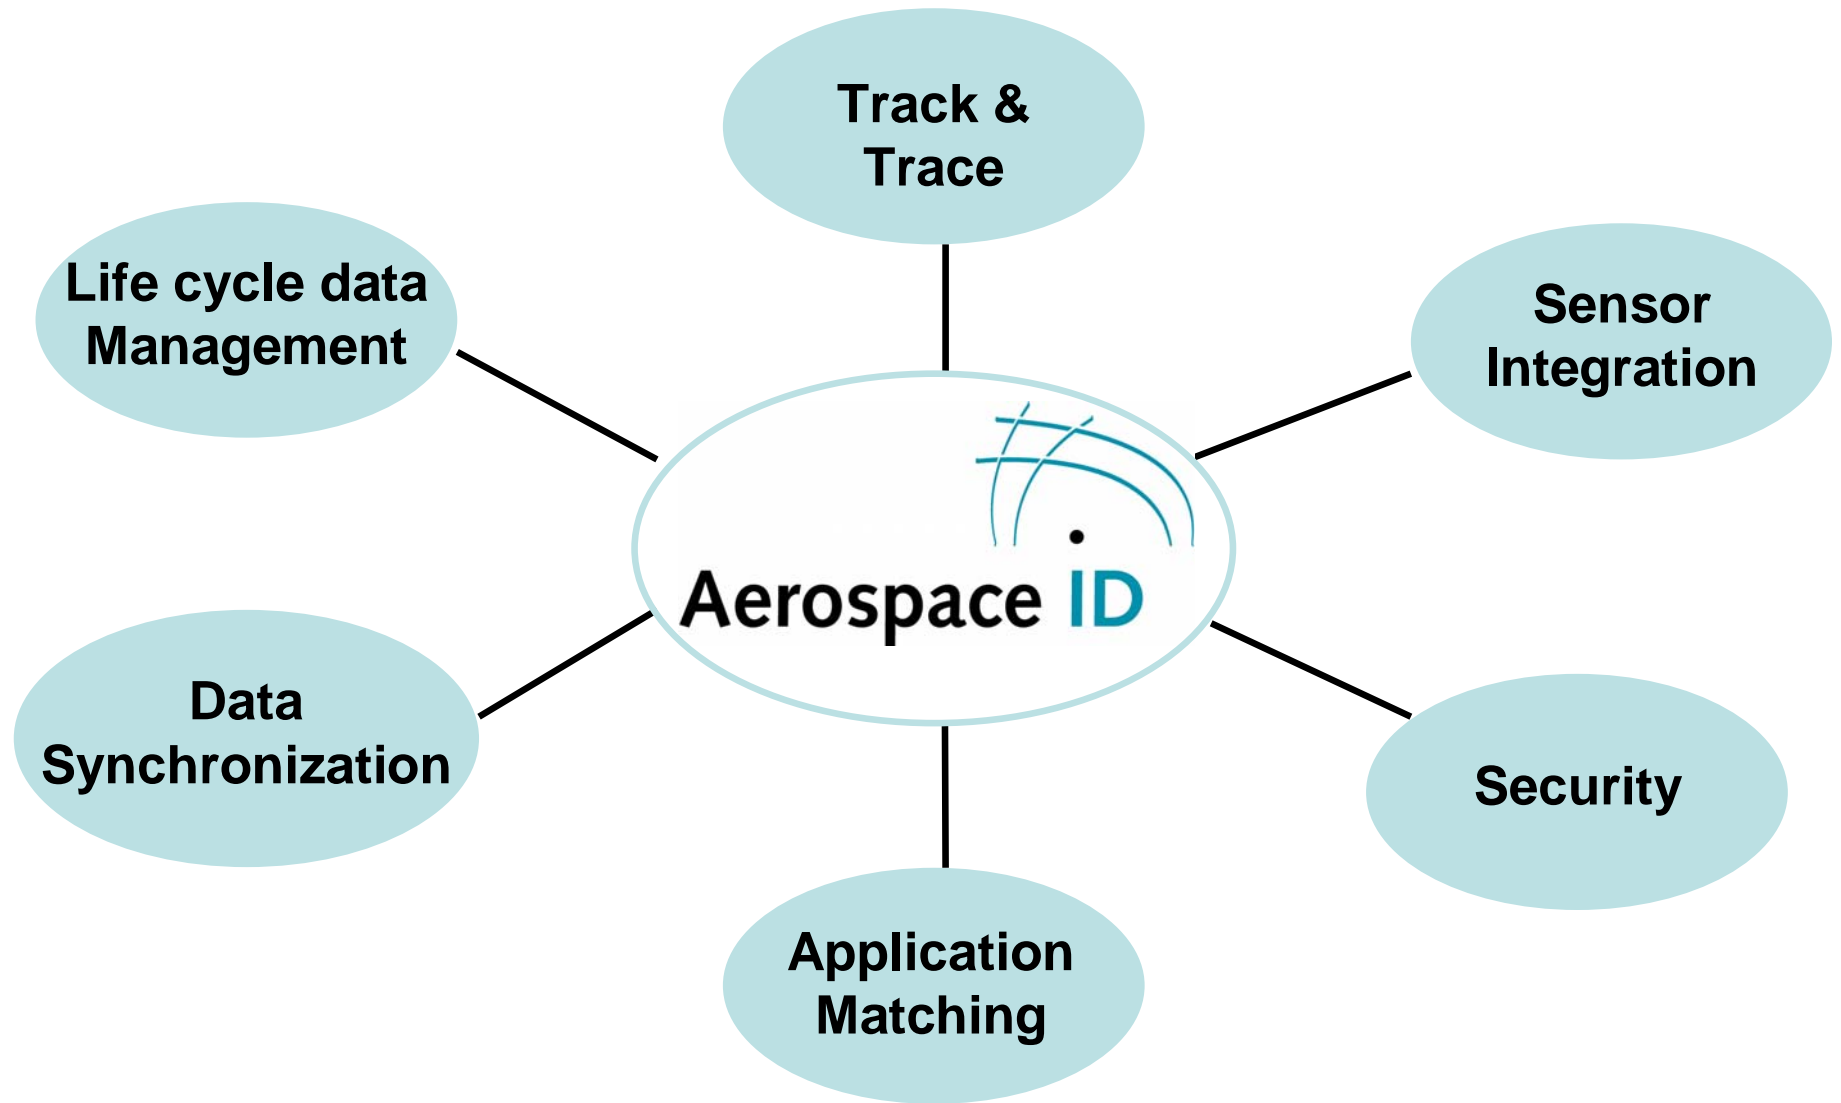 Track &
Trace
Life cycle data
Management
Sensor
Integration
Aerospace ID
Data
Synchronization
Security
Application
Matching